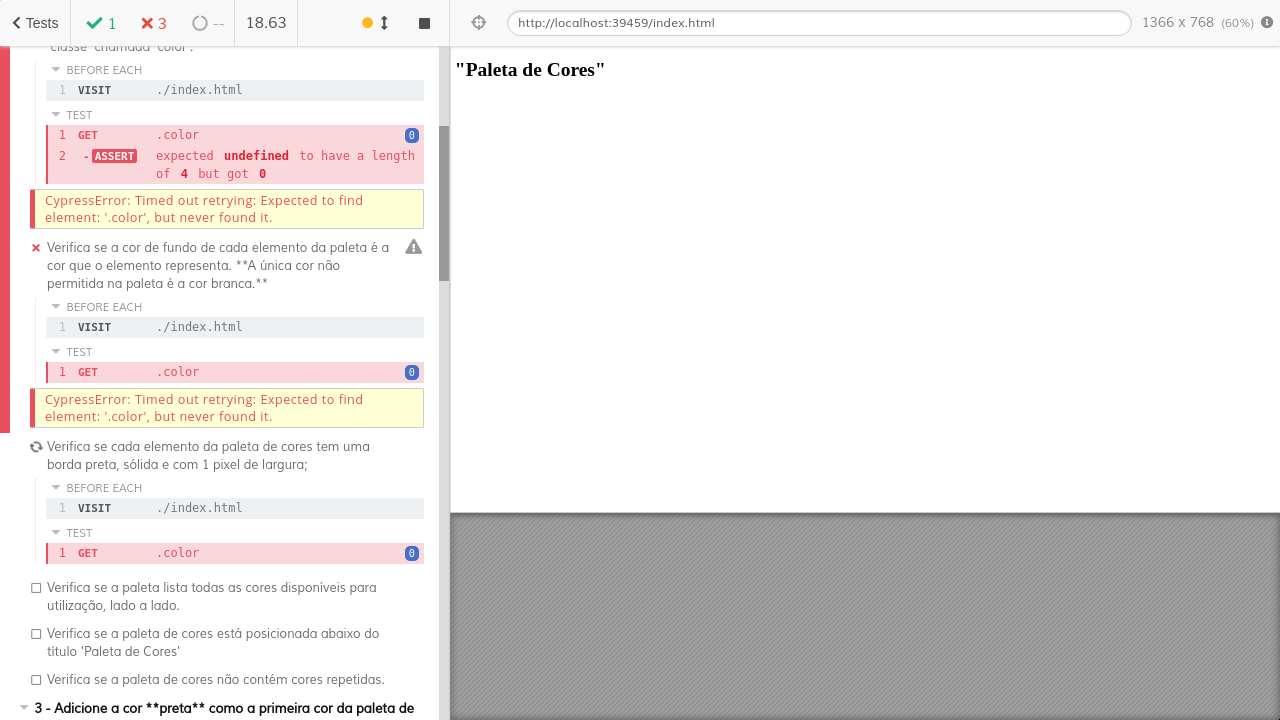 Tests 1 3 -- 18.63 http://localhost:39459/index.html 1366 x 768 (60%)
classe 'chamada 'color'.
BEFORE EACH
1 VISIT ./index.html
TEST
1 GET .color 0
2 -ASSERT expected undefined to have a length
of 4 but got 0
CypressError: Timed out retrying: Expected to find
element: '.color', but never found it.
Verifica se a cor de fundo de cada elemento da paleta é a
cor que o elemento representa. **A única cor não
permitida na paleta é a cor branca.**
BEFORE EACH
1 VISIT ./index.html
TEST
1 GET .color 0
CypressError: Timed out retrying: Expected to find
element: '.color', but never found it.
Verifica se cada elemento da paleta de cores tem uma
borda preta, sólida e com 1 pixel de largura;
BEFORE EACH
1 VISIT ./index.html
TEST
1 GET .color 0
Verifica se a paleta lista todas as cores disponíveis para
utilização, lado a lado.
Verifica se a paleta de cores está posicionada abaixo do
título 'Paleta de Cores'
Verifica se a paleta de cores não contém cores repetidas.
3 - Adicione a cor **preta** como a primeira cor da paleta de
"Paleta de Cores"